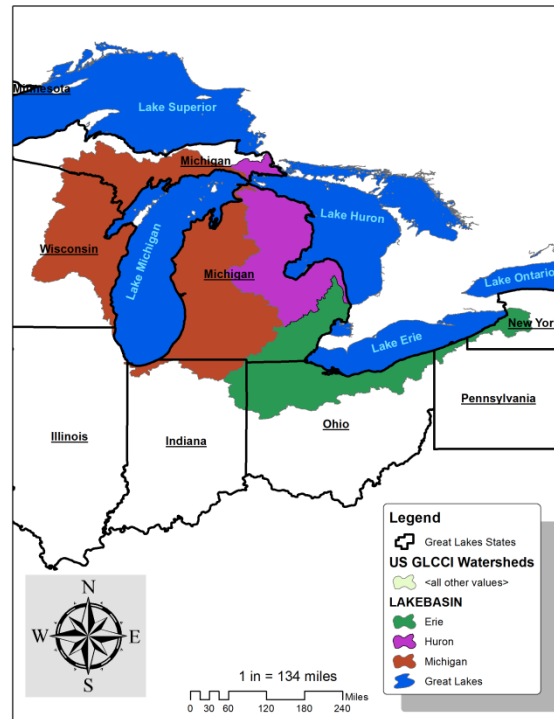 Minnesota
Lake Superior
Michigan
Lake Huron
Wisconsin
Lake Michigan
Michigan
Lake Ontario
New York
Lake Erie
Pennsylvania
Illinois
Indiana
Ohio
Legend
Great Lakes States
US GLCCI Watersheds
<all other values>
LAKEBASIN
Erie
Huron
Michigan
Great Lakes
N
W E
S
1 in = 134 miles
Miles
0 30 60 120 180 240